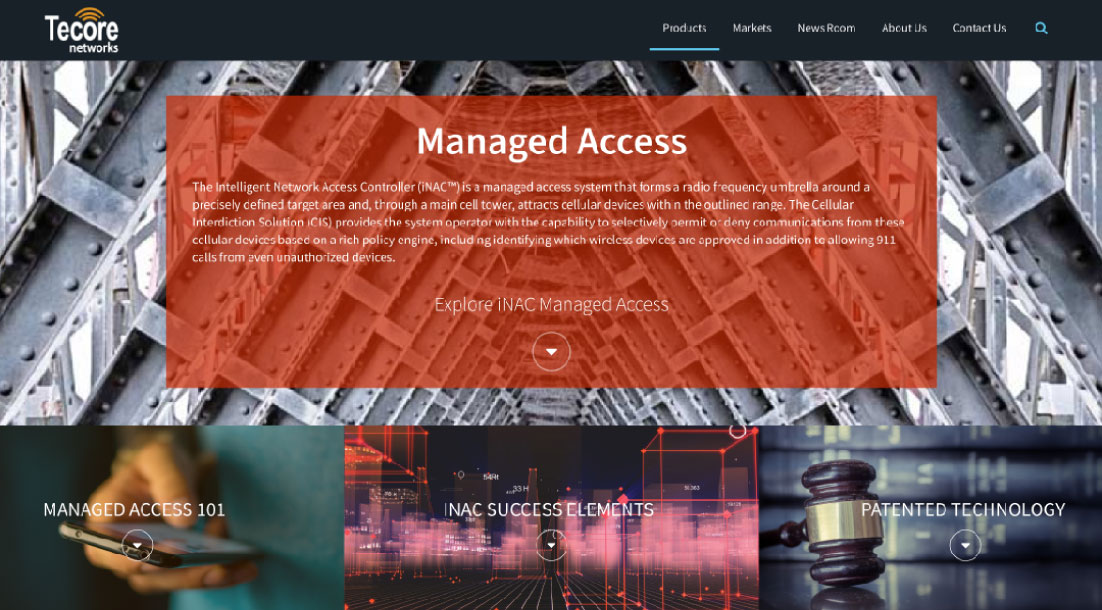 Tecore
networks
Products
Markets
News Room
About Us
Contact Us
Managed Access
The Intelligent Network Access Controller (iNAC™) is a managed access system that forms a radio frequency umbrella around a
precisely defined target area and, through a main cell tower, attracts cellular devices within the outlined range. The Cellular
Interdiction Solution (iCIS) provides the system operator with the capability to selectively permit or deny communications from these
cellular devices based on a rich policy engine, including identifying which wireless devices are approved in addition to allowing 911
calls from even unauthorized devices.
Explore iNAC Managed Access
54Ht
33 H
51,383
MANAGED ACCESS 101
INAC SUCCESS ELEMENTS
PATENTED TECHNOLOGY